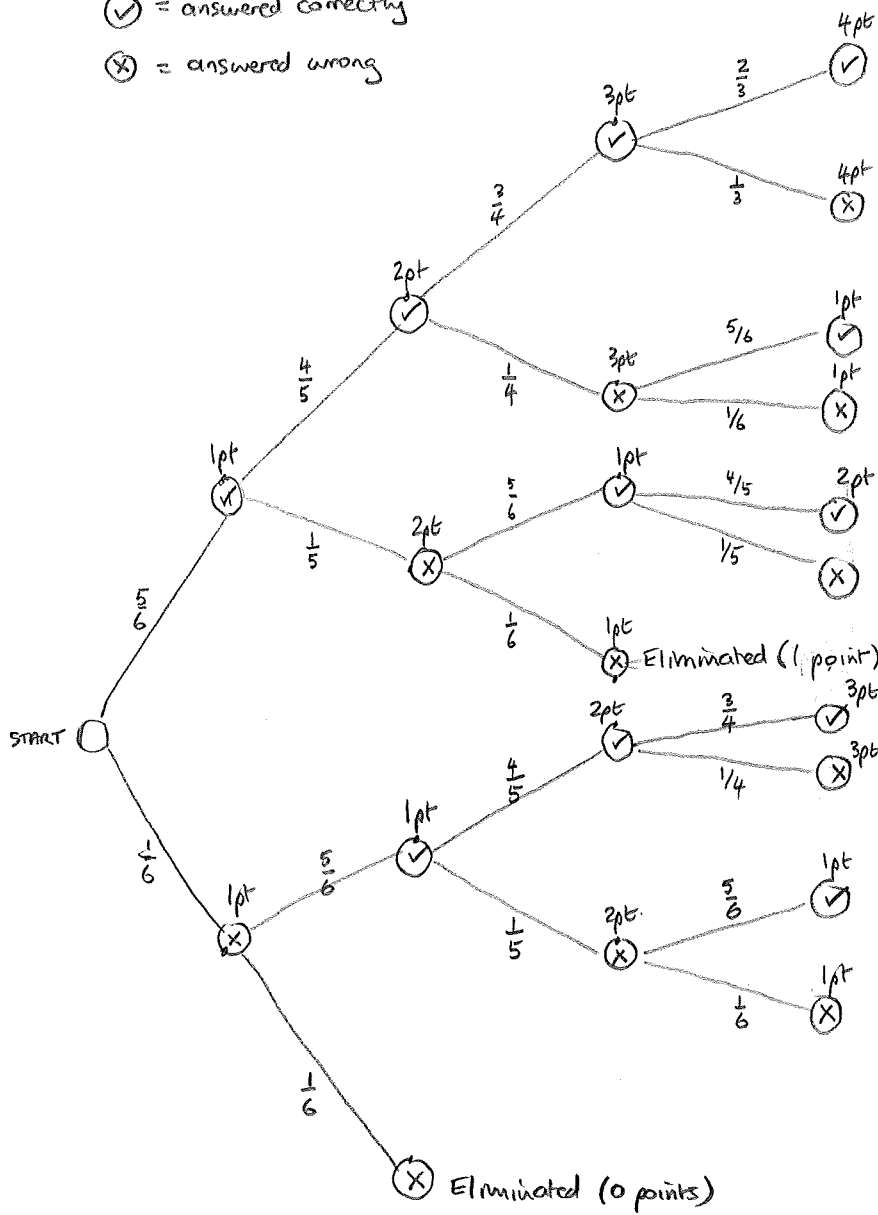 ✓ = answered correctly
4pt
ⓧ = answered wrong
2/3
3pt
✓
✓
1/3
4pt
x
3/4
2pt
✓
1pt
5/6
✓
4/5
1/4
3pt
x
1pt
1/6
x
1pt
✓
5/6
1pt
✓
4/5
2pt
✓
1/5
2pt
x
1/5
x
5/6
1/6
1pt
x
Eliminated (1 point)
START
2pt
✓
3/4
3pt
✓
1/4
3pt
x
4/5
1pt
✓
1/6
1pt
x
5/6
1/5
2pt.
x
5/6
1pt
✓
1/6
1pt
x
1/6
x
Eliminated (0 points)